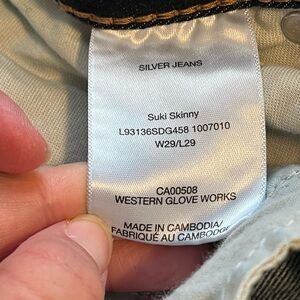 SILVER JEANS
Suki Skinny
L93136SDG458 1007010
W29/L29
CA00508
WESTERN GLOVE WORKS
MADE IN CAMBODIA/
FABRIQUÉ AU CAMBODGE